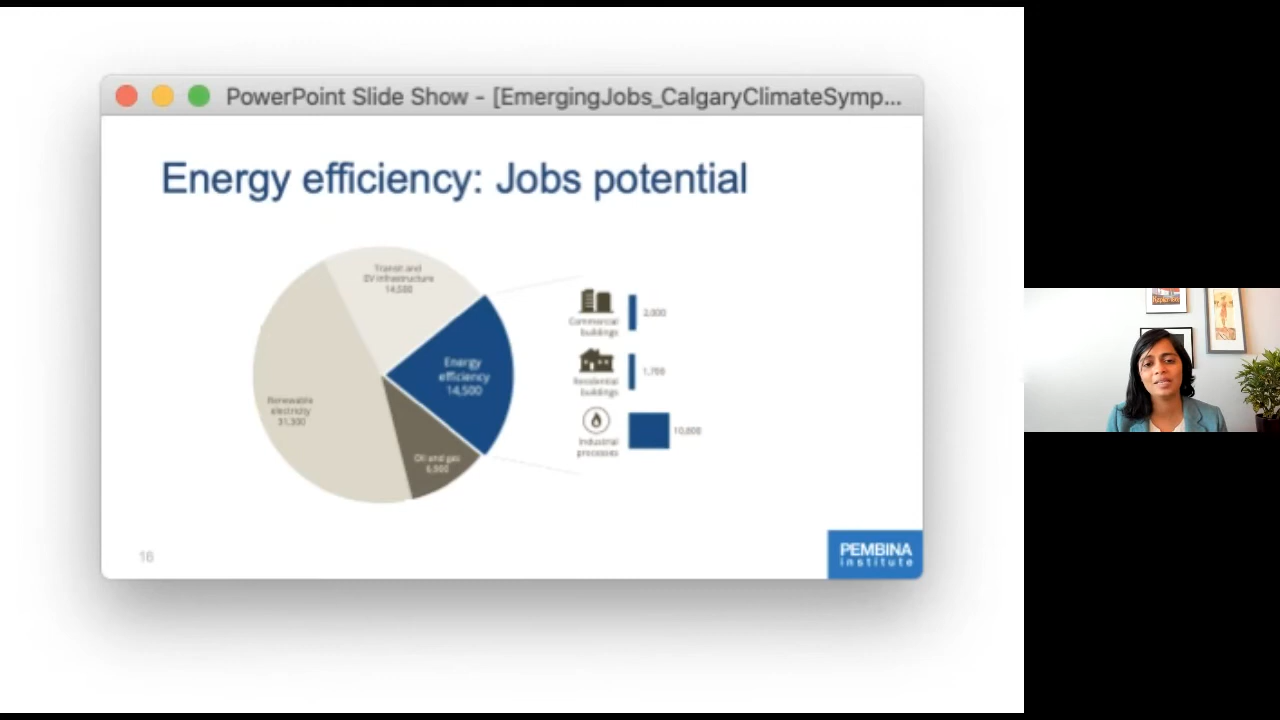 PowerPoint Slide Show - [EmergingJobs_CalgaryClimateSymp...
Energy efficiency: Jobs potential
Transit and
EV infrastructure
14,500
Energy
efficiency
14,500
Renewable
electricity
31,300
Oil and gas
Commercial
buildings
2,000
Residential
buildings
1,700
Industrial
processes
10,800
16
PEMBINA
institute